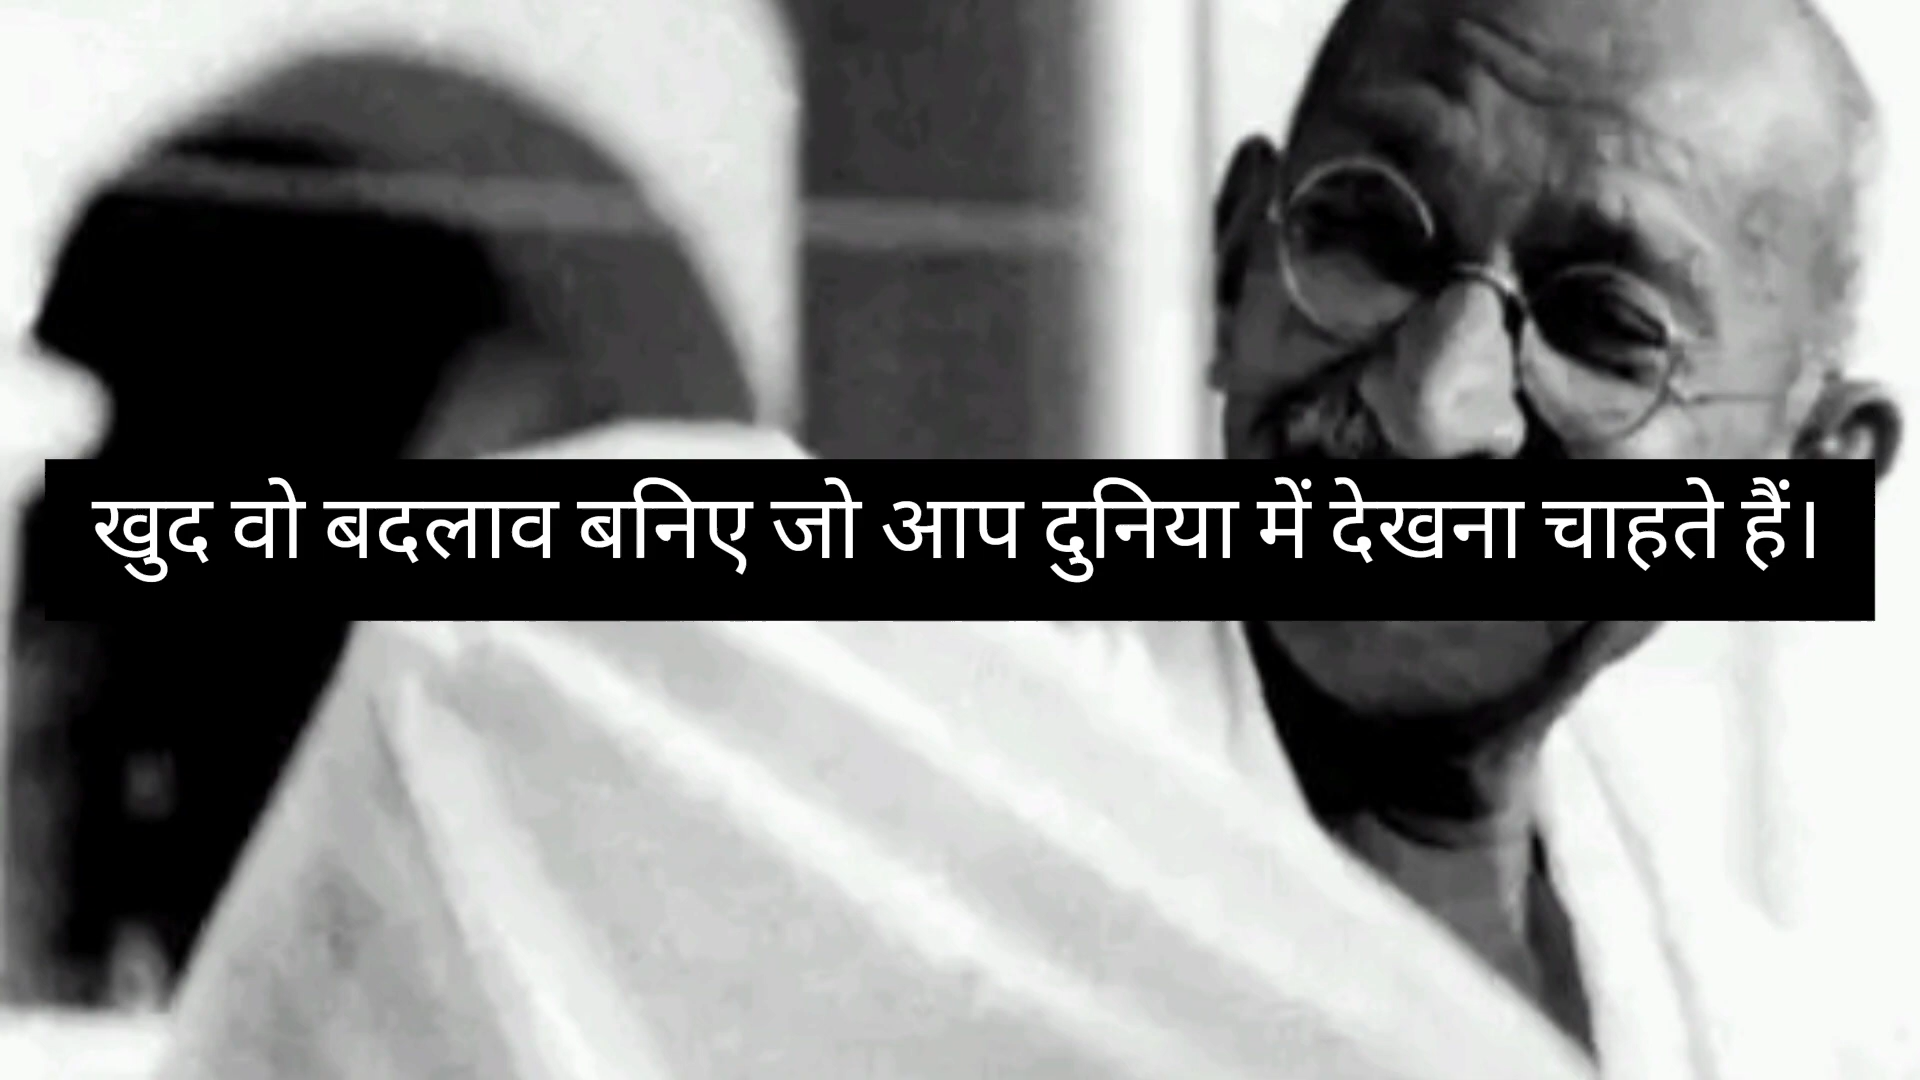 खुद वो बदलाव बनिए जो आप दुनिया में देखना चाहते हैं।